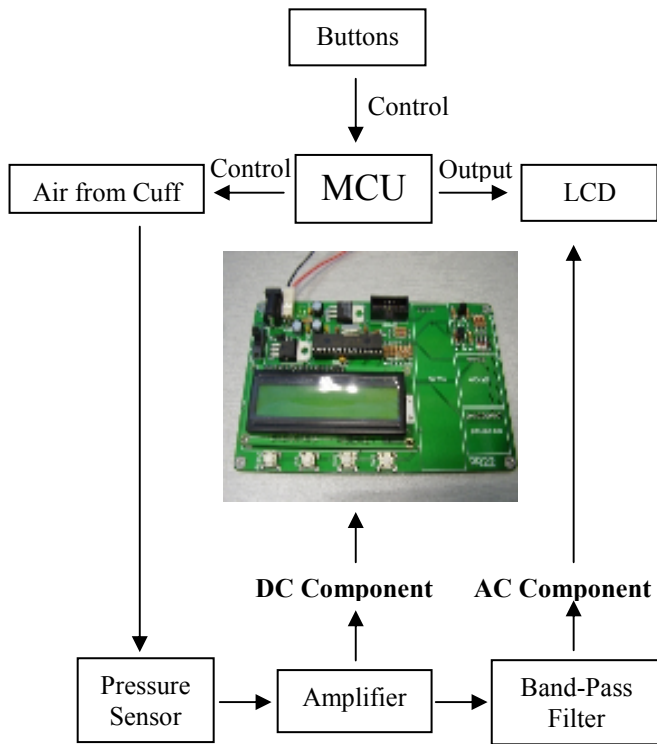 Buttons
Control
Control
Output
Air from Cuff
MCU
LCD
DC Component
AC Component
Pressure
Sensor
Amplifier
Band-Pass
Filter